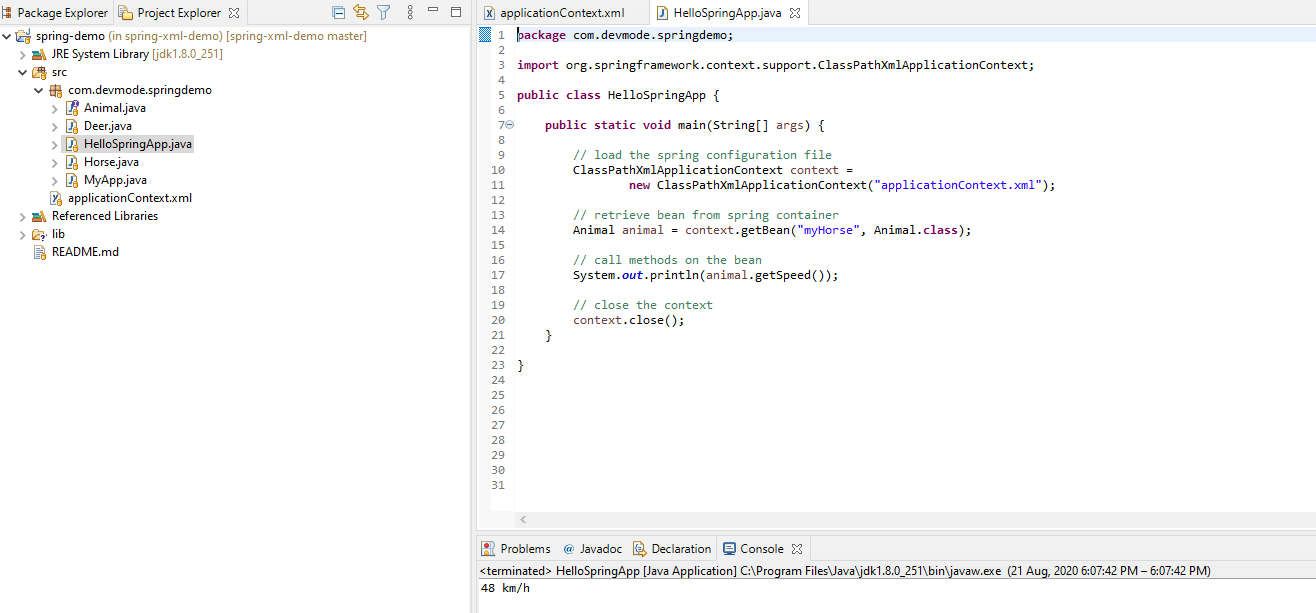 Package Explorer
Project Explorer
spring-demo (in spring-xml-demo) [spring-xml-demo master]
JRE System Library [jdk1.8.0_251]
src
com.devmode.springdemo
Animal.java
Deer.java
HelloSpringApp.java
Horse.java
MyApp.java
applicationContext.xml
Referenced Libraries
lib
README.md
applicationContext.xml
HelloSpringApp.java
1 package com.devmode.springdemo;
2
3 import org.springframework.context.support.ClassPathXmlApplicationContext;
4
5 public class HelloSpringApp {
6
7 public static void main(String[] args) {
8
9 // load the spring configuration file
10 ClassPathXmlApplicationContext context =
11 new ClassPathXmlApplicationContext("applicationContext.xml");
12
13 // retrieve bean from spring container
14 Animal animal = context.getBean("myHorse", Animal.class);
15
16 // call methods on the bean
17 System.out.println(animal.getSpeed());
18
19 // close the context
20 context.close();
21 }
22
23 }
24
25
26
27
28
29
30
31
Problems @ Javadoc Declaration Console
<terminated> HelloSpringApp [Java Application] C:\Program Files\Java\jdk1.8.0_251\bin\javaw.exe (21 Aug, 2020 6:07:42 PM – 6:07:42 PM)
48 km/h